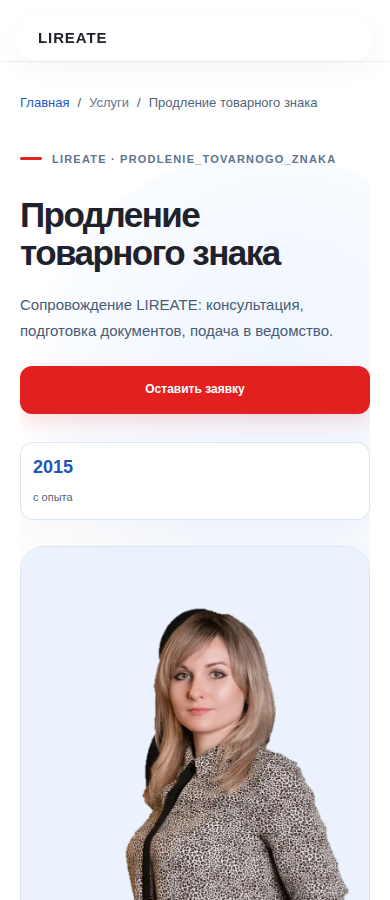 LIREATE
Главная / Услуги / Продление товарного знака
LIREATE · PRODLENIE_TOVARNOGO_ZNAKA
Продление
товарного знака
Сопровождение LIREATE: консультация,
подготовка документов, подача в ведомство.
Оставить заявку
2015
с опыта